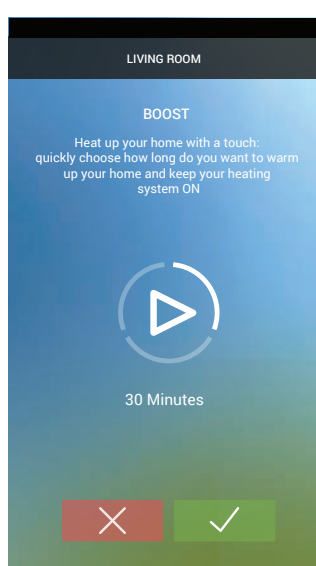 LIVING ROOM
BOOST
Heat up your home with a touch:
quickly choose how long do you want to warm
up your home and keep your heating
system ON
30 Minutes